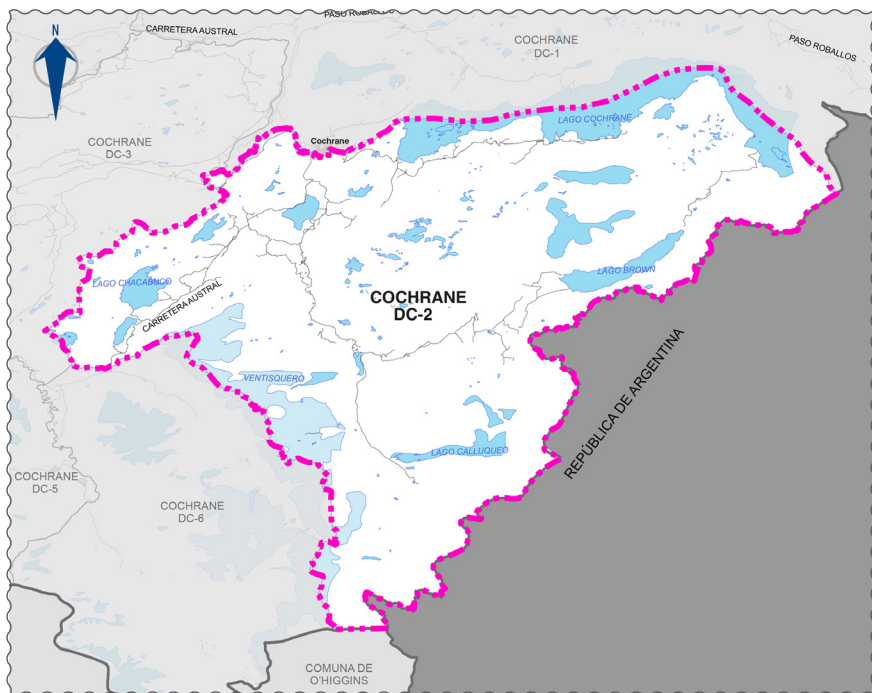 PASO ROBALLOS
CARRETERA AUSTRAL
N
COCHRANE
DC-1
PASO ROBALLOS
LAGO COCHRANE
Cochrane
COCHRANE
DC-3
LAGO BROWN
LAGO CHACABUCO
COCHRANE
DC-2
CARRETERA AUSTRAL
REPÚBLICA DE ARGENTINA
VENTISQUERO
LAGO CALLUQUEO
COCHRANE
DC-5
COCHRANE
DC-6
COMUNA DE
O'HIGGINS